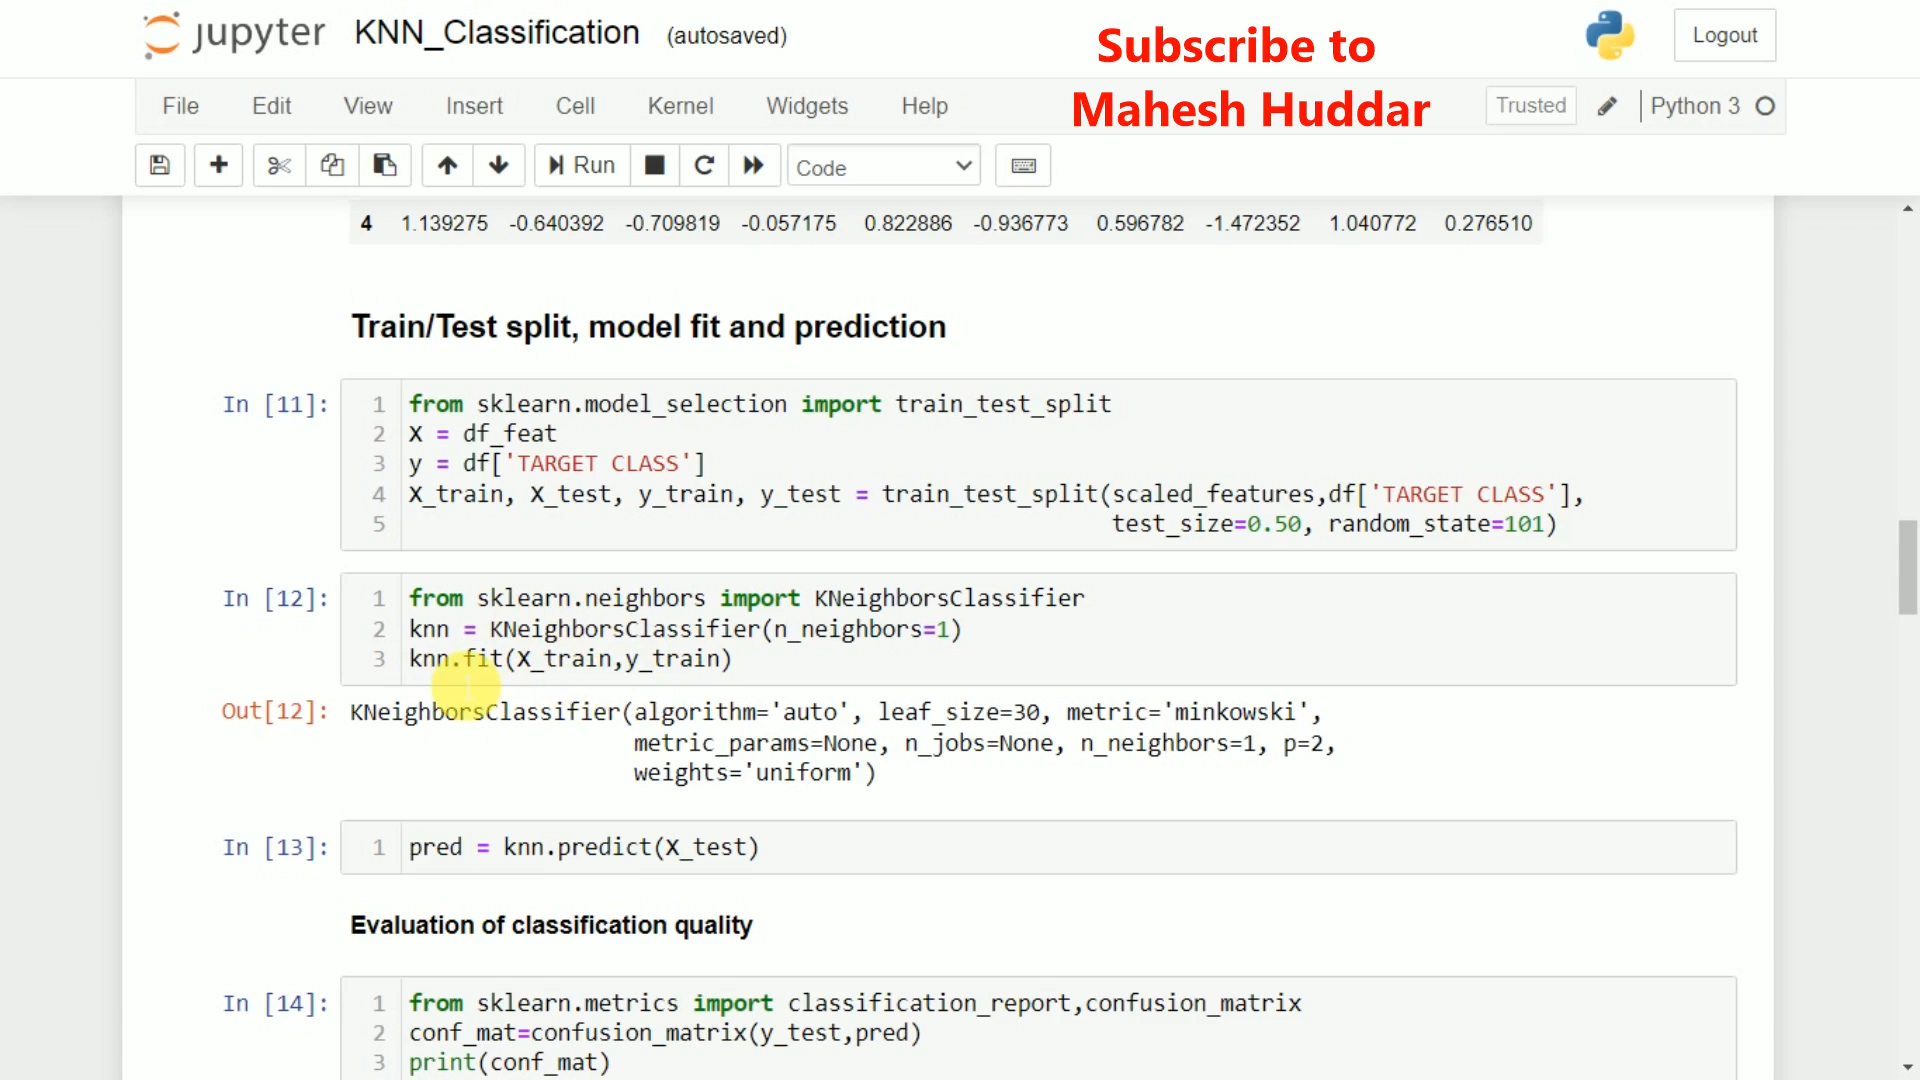 jupyter KNN_Classification (autosaved) Subscribe to Logout
File Edit View Insert Cell Kernel Widgets Help Mahesh Huddar Trusted Python 3
Run Code
4 1.139275 -0.640392 -0.709819 -0.057175 0.822886 -0.936773 0.596782 -1.472352 1.040772 0.276510
Train/Test split, model fit and prediction
In [11]: 1 from sklearn.model_selection import train_test_split
2 X = df_feat
3 y = df['TARGET CLASS']
4 X_train, X_test, y_train, y_test = train_test_split(scaled_features,df['TARGET CLASS'],
5 test_size=0.50, random_state=101)
In [12]: 1 from sklearn.neighbors import KNeighborsClassifier
2 knn = KNeighborsClassifier(n_neighbors=1)
3 knn.fit(X_train,y_train)
Out[12]: KNeighborsClassifier(algorithm='auto', leaf_size=30, metric='minkowski',
metric_params=None, n_jobs=None, n_neighbors=1, p=2,
weights='uniform')
In [13]: 1 pred = knn.predict(X_test)
Evaluation of classification quality
In [14]: 1 from sklearn.metrics import classification_report,confusion_matrix
2 conf_mat=confusion_matrix(y_test,pred)
3 print(conf_mat)